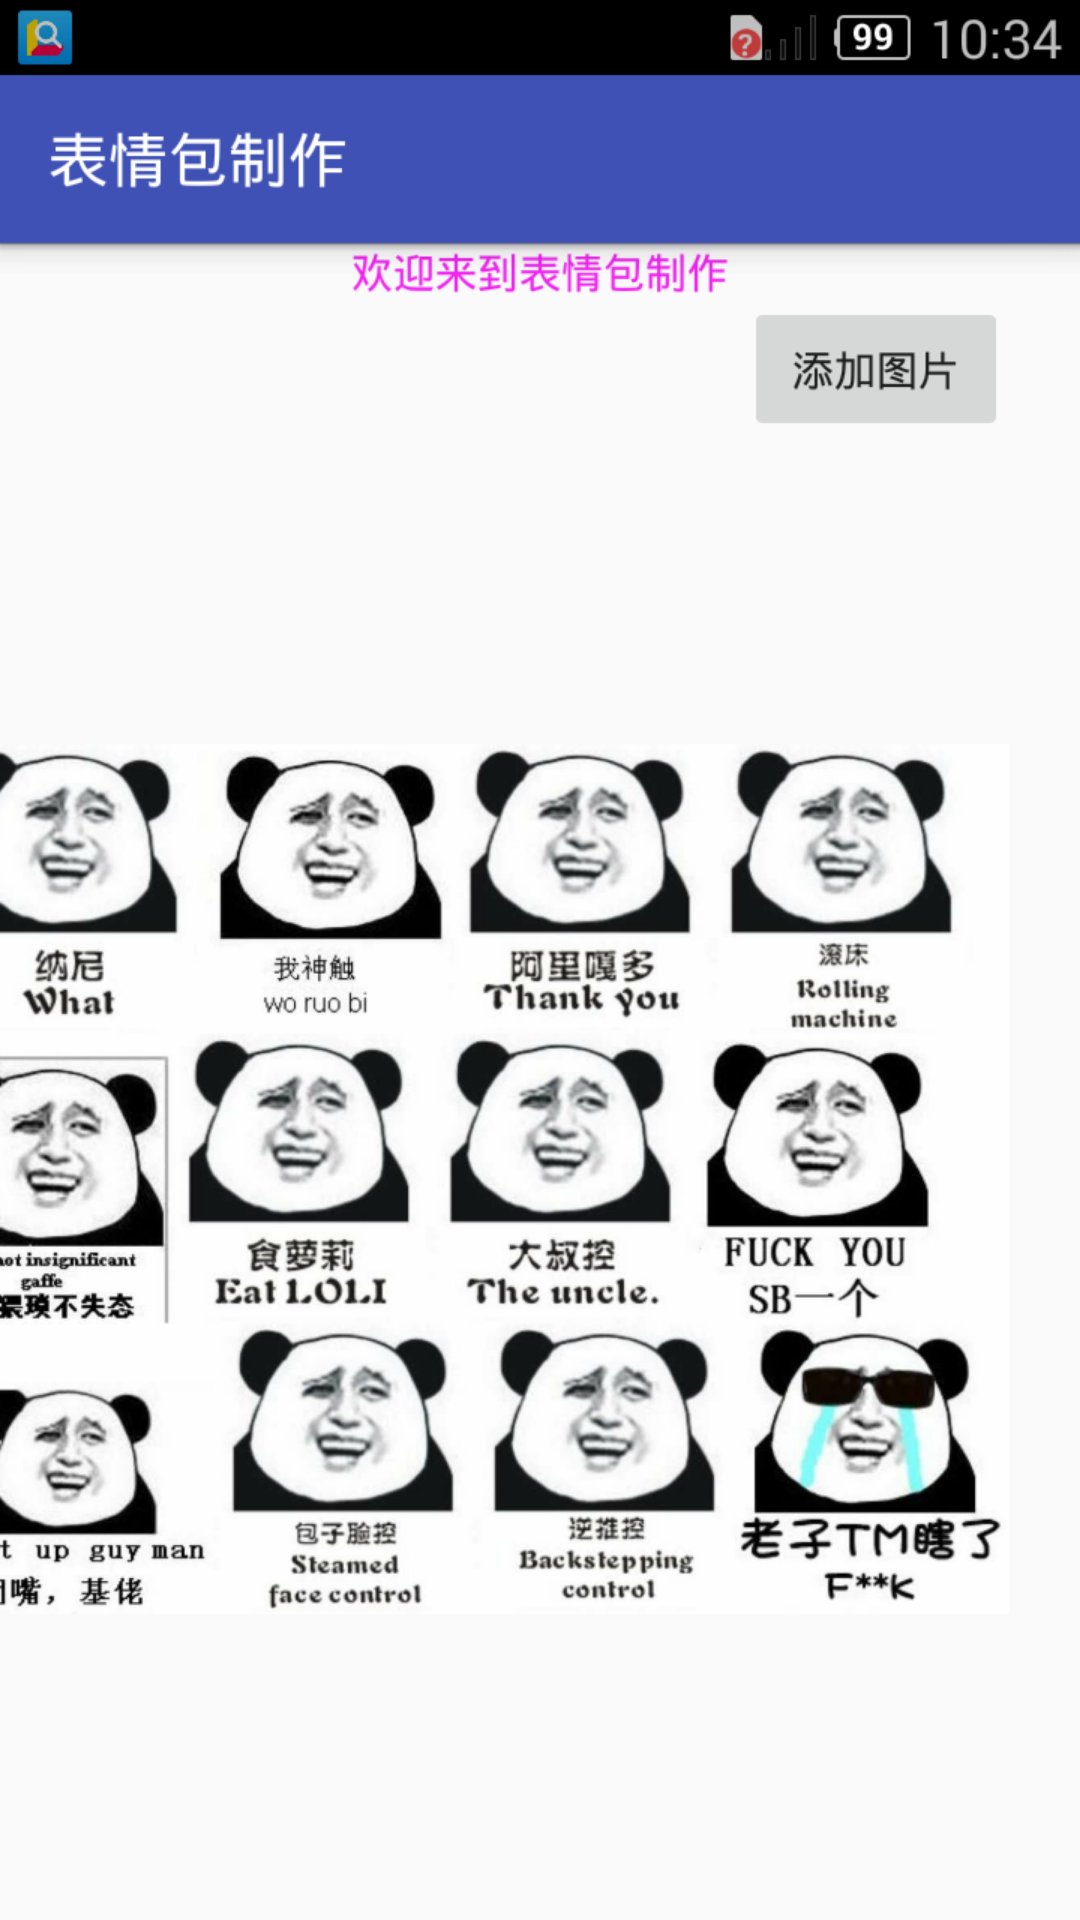 99 10:34
表情包制作
欢迎来到表情包制作
添加图片
纳尼
What
我神触
wo ruo bi
阿里嘎多
Thank you
滚床
Rolling
machine
not insignificant
gaffe
猥琐不失态
食萝莉
Eat LOLI
大叔控
The uncle.
FUCK YOU
SB一个
t up guy man
嘴，基佬
包子脸控
Steamed
face control
逆推控
Backstepping
control
老子TM瞎了
F**K